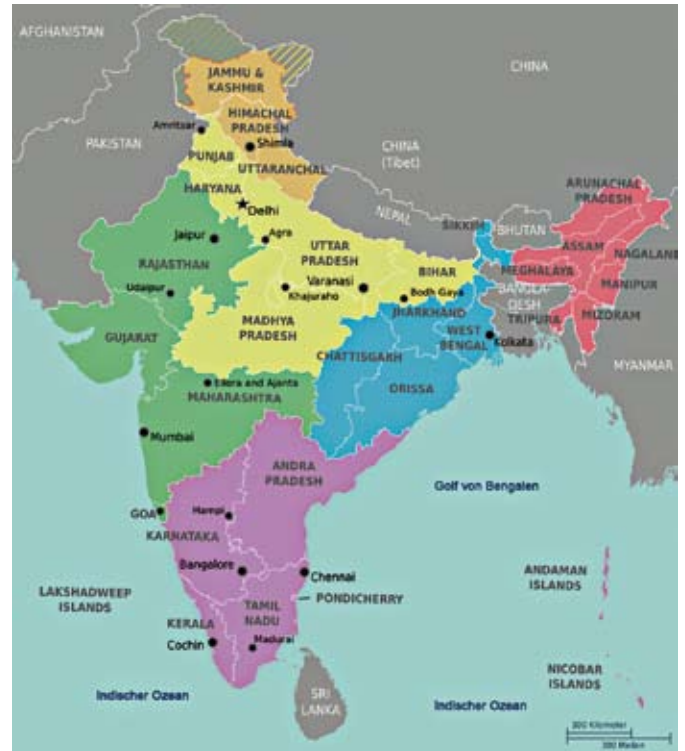 AFGHANISTAN
CHINA
JAMMU &
KASHMIR
HIMACHAL
PRADESH
Amritsar
Shimla
PAKISTAN
PUNJAB
CHINA
(Tibet)
UTTARANCHAL
HARYANA
Delhi
ARUNACHAL
PRADESH
NEPAL
SIKKIM
BHUTAN
Jaipur
Agra
UTTAR
PRADESH
ASSAM
NAGALAND
RAJASTHAN
BIHAR
MEGHALAYA
Udaipur
Khajuraho
Varanasi
Bodh Gaya
BANGLA-
DESH
MANIPUR
JHARKHAND
TRIPURA
MIZORAM
GUJARAT
MADHYA
PRADESH
WEST
BENGAL
Kolkata
CHATTISGARH
MYANMAR
Ellora and Ajanta
MAHARASHTRA
ORISSA
Mumbai
ANDRA
PRADESH
Golf von Bengalen
GOA
Hampi
KARNATAKA
Bangalore
Chennai
ANDAMAN
ISLANDS
LAKSHADWEEP
ISLANDS
PONDICHERRY
TAMIL
NADU
KERALA
Cochin
Madurai
NICOBAR
ISLANDS
Indischer Ozean
SRI
LANKA
Indischer Ozean
300 Kilometer
200 Meilen